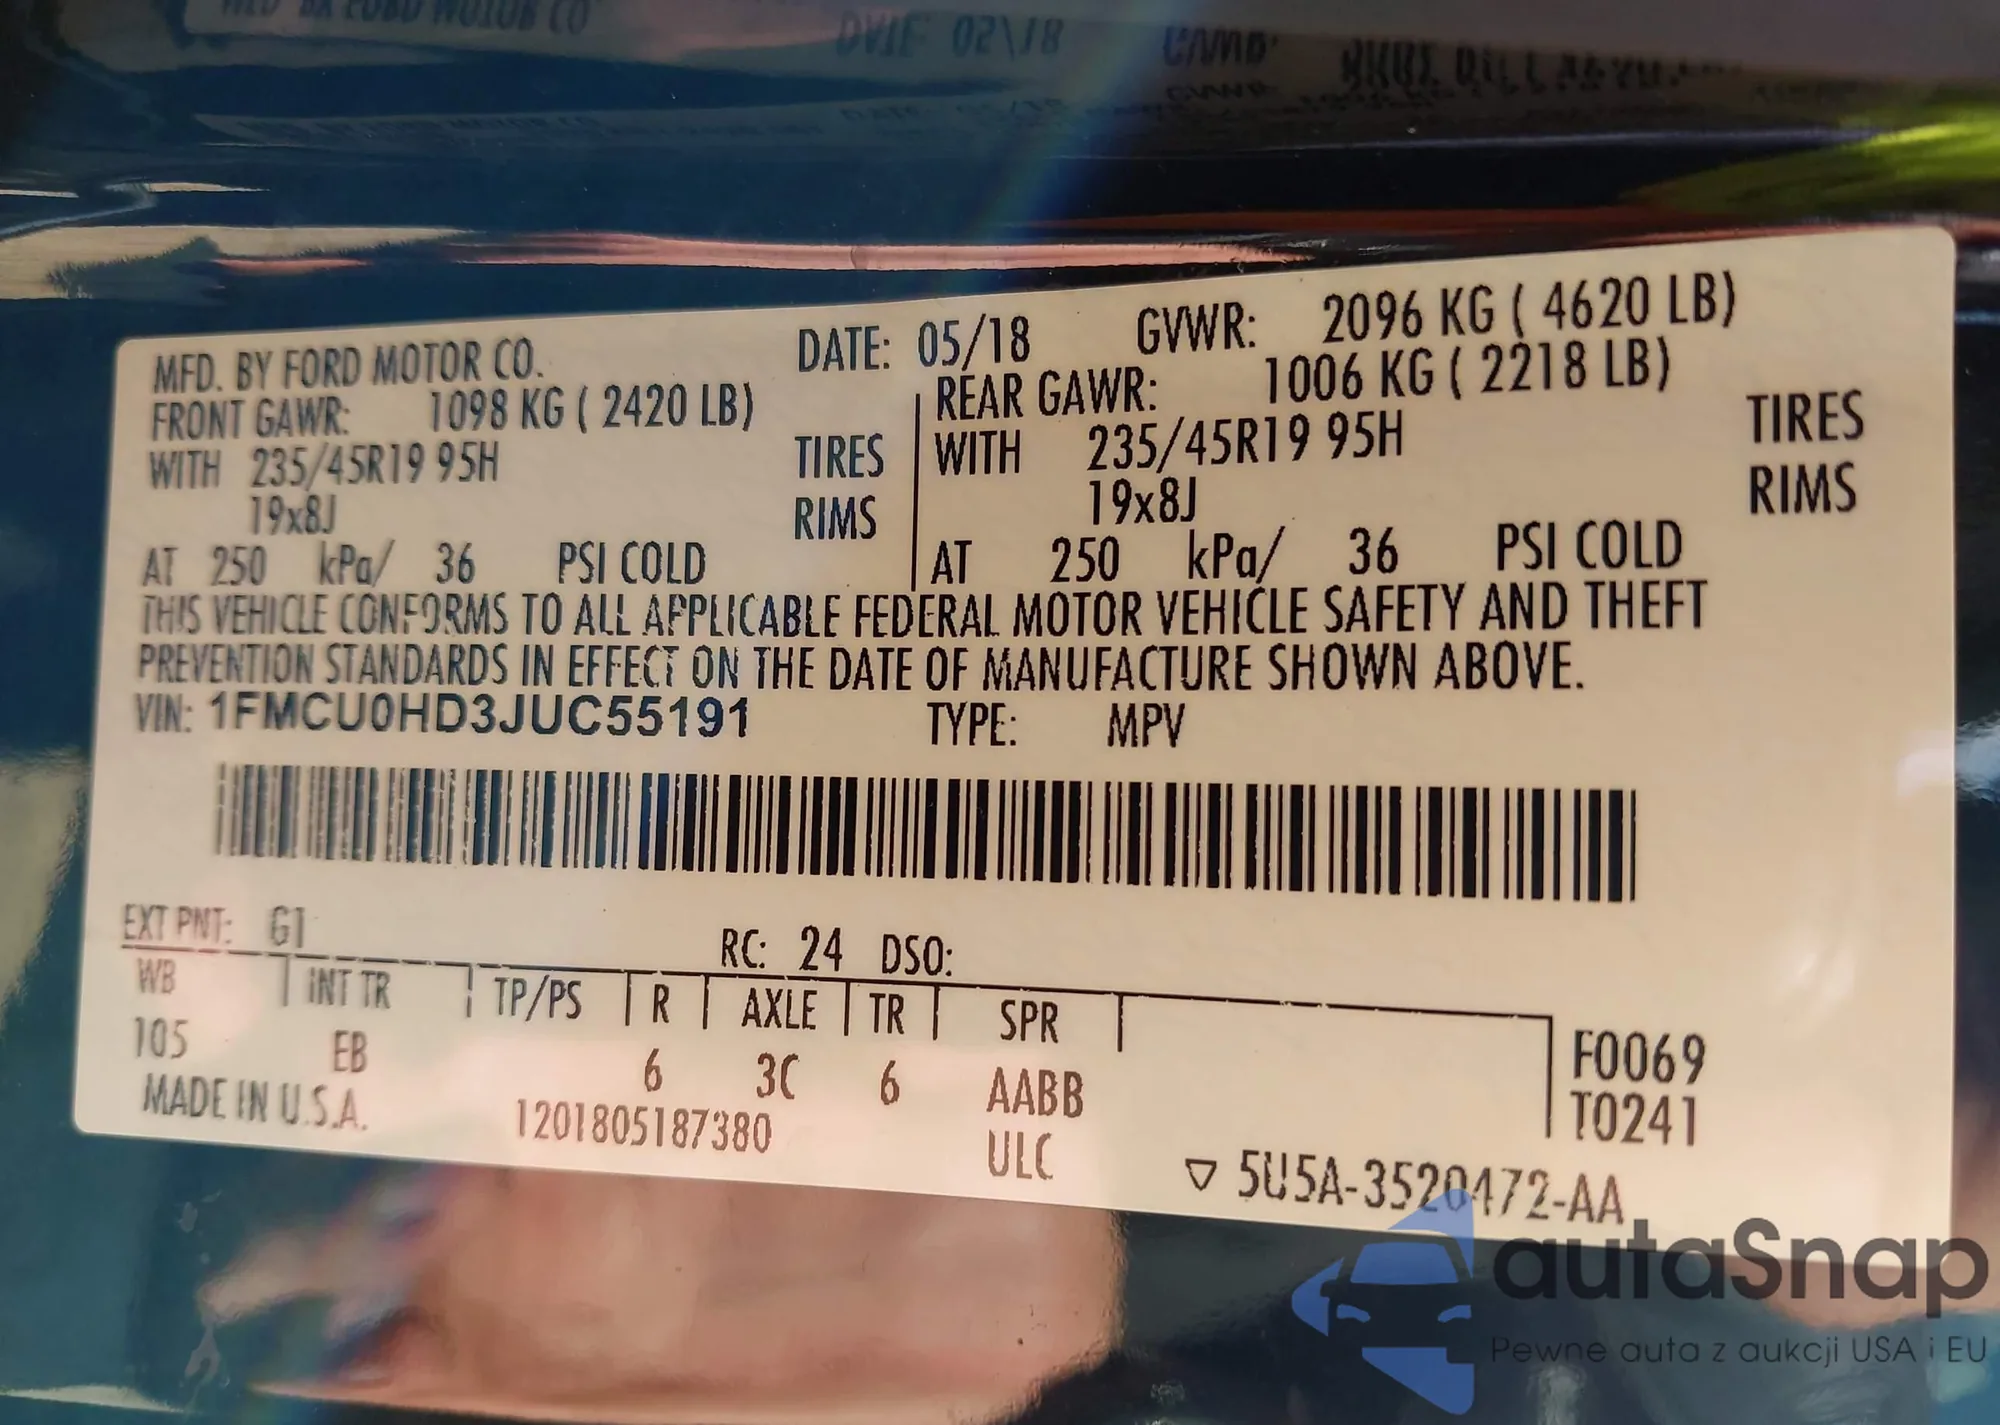 MFD. BY FORD MOTOR CO. DATE: 05/18 GVWR: 2096 KG ( 4620 LB)
FRONT GAWR: 1098 KG ( 2420 LB) REAR GAWR: 1006 KG ( 2218 LB)
WITH 235/45R19 95H TIRES WITH 235/45R19 95H TIRES
19x8J RIMS 19x8J RIMS
AT 250 kPa/ 36 PSI COLD AT 250 kPa/ 36 PSI COLD
THIS VEHICLE CONFORMS TO ALL APPLICABLE FEDERAL MOTOR VEHICLE SAFETY AND THEFT
PREVENTION STANDARDS IN EFFECT ON THE DATE OF MANUFACTURE SHOWN ABOVE.
VIN: 1FMCU0HD3JUC55191 TYPE: MPV
EXT PNT: G1 RC: 24 DSO:
WB INT TR TP/PS R AXLE TR SPR
105 EB 6 3C 6 AABB F0069
MADE IN U.S.A. 1201805187380 ULC T0241
▽ 5U5A-3520472-AA
autaSnap
Pewne auta z aukcji USA i EU